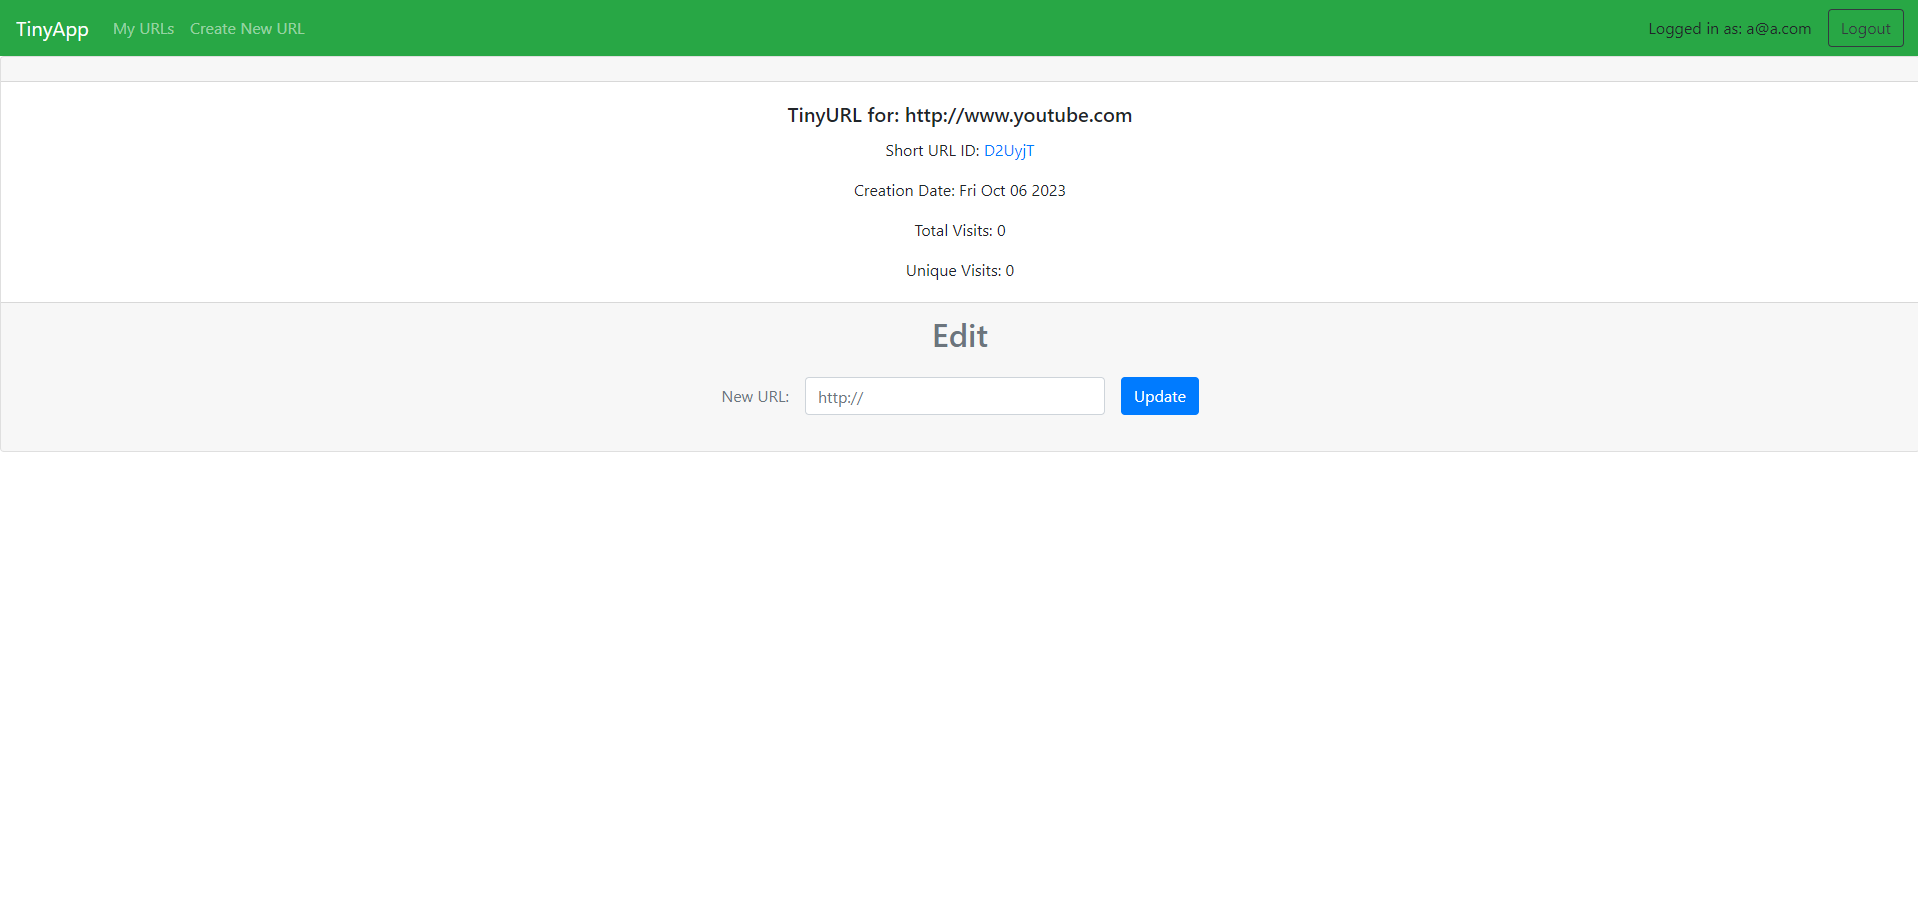 TinyApp My URLs Create New URL Logged in as: a@a.com Logout
TinyURL for: http://www.youtube.com
Short URL ID: D2UyjT
Creation Date: Fri Oct 06 2023
Total Visits: 0
Unique Visits: 0
Edit
New URL: http:// Update